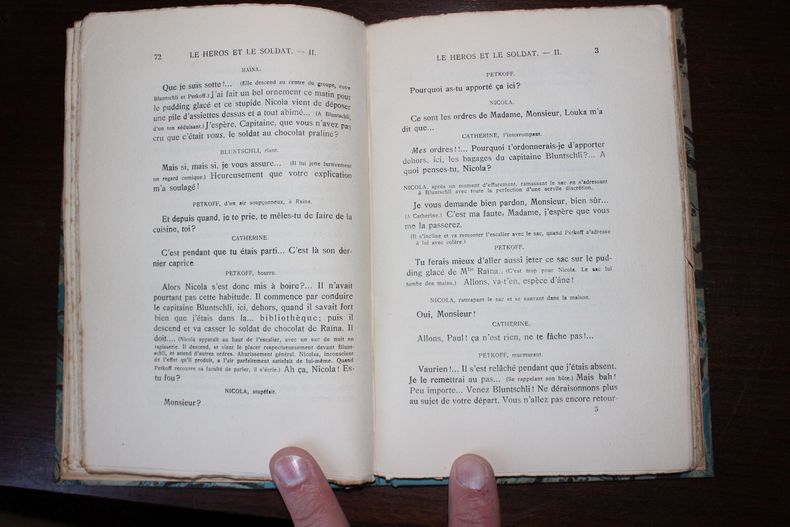 72
LE HEROS ET LE SOLDAT. — II.
RAÏNA.
Que je suis sotte!... (Elle descend au centre du groupe, entre
Bluntschli et Petkoff.) J'ai fait un bel ornement ce matin pour
le pudding glacé et ce stupide Nicola vient de déposer
une pile d'assiettes dessus et a tout abîmé... (A Bluntschli,
d'un ton séduisant.) J'espère, Capitaine, que vous n'avez pas
cru que c'était vous, le soldat au chocolat praliné?
BLUNTSCHLI, riant.
Mais si, mais si, je vous assure... (Il lui jette furtivement
un regard comique.) Heureusement que votre explication
m'a soulagé!
PETKOFF, d'un air soupçonneux, à Raïna.
Et depuis quand, je te prie, te mêles-tu de faire de la
cuisine, toi?
CATHERINE.
C'est pendant que tu étais parti... C'est là son der-
nier caprice.
PETKOFF, bourru.
Alors Nicola s'est donc mis à boire?... Il n'avait
pourtant pas cette habitude. Il commence par conduire
le capitaine Bluntschli, ici, dehors, quand il savait fort
bien que j'étais dans la... bibliothèque; puis il
descend et va casser le soldat de chocolat de Raïna. Il
doit.... (Nicola apparaît au haut de l'escalier, avec un sac de nuit en
tapisserie. Il descend, et vient le placer respectueusement devant Blunt-
schli, et attend d'autres ordres. Ahurissement général. Nicolas, inconscient
de l'effet qu'il produit, a l'air parfaitement satisfait de lui-même. Quand
Petkoff recouvre sa faculté de parler, il s'écrie.) Ah ça, Nicola! Es-
tu fou?
NICOLA, stupéfait.
Monsieur?
LE HEROS ET LE SOLDAT. — II.
3
PETKOFF.
Pourquoi as-tu apporté ça ici?
NICOLA.
Ce sont les ordres de Madame, Monsieur, Louka m'a
dit que...
CATHERINE, l'interrompant.
Mes ordres!!... Pourquoi t'ordonnerais-je d'apporter
dehors, ici, les bagages du capitaine Bluntschli?... A
quoi penses-tu, Nicola?
NICOLA, après un moment d'effarement, ramassant le sac en s'adressant
à Bluntschli avec toute la perfection d'une servile discrétion.
Je vous demande bien pardon, Monsieur, bien sûr...
(A Catherine.) C'est ma faute, Madame, j'espère que vous
me la passerez.
(Il s'incline et va remonter l'escalier avec le sac, quand Petkoff s'adresse
à lui avec colère.)
PETKOFF.
Tu ferais mieux d'aller aussi jeter ce sac sur le pud-
ding glacé de Mlle Raïna.. (C'est trop pour Nicola. Le sac lui
tombe des mains.) Allons, va-t'en, espèce d'âne!
NICOLA, rattrapant le sac et se sauvant dans la maison.
Oui, Monsieur!
CATHERINE.
Allons, Paul! ça n'est rien, ne te fâche pas!...
PETKOFF, murmurant.
Vaurien!... Il s'est relâché pendant que j'étais absent.
Je le remettrai au pas... (Se rappelant son hôte.) Mais bah!
Peu importe... Venez Bluntschli! Ne déraisonnons plus
au sujet de votre départ. Vous n'allez pas encore retour-
5